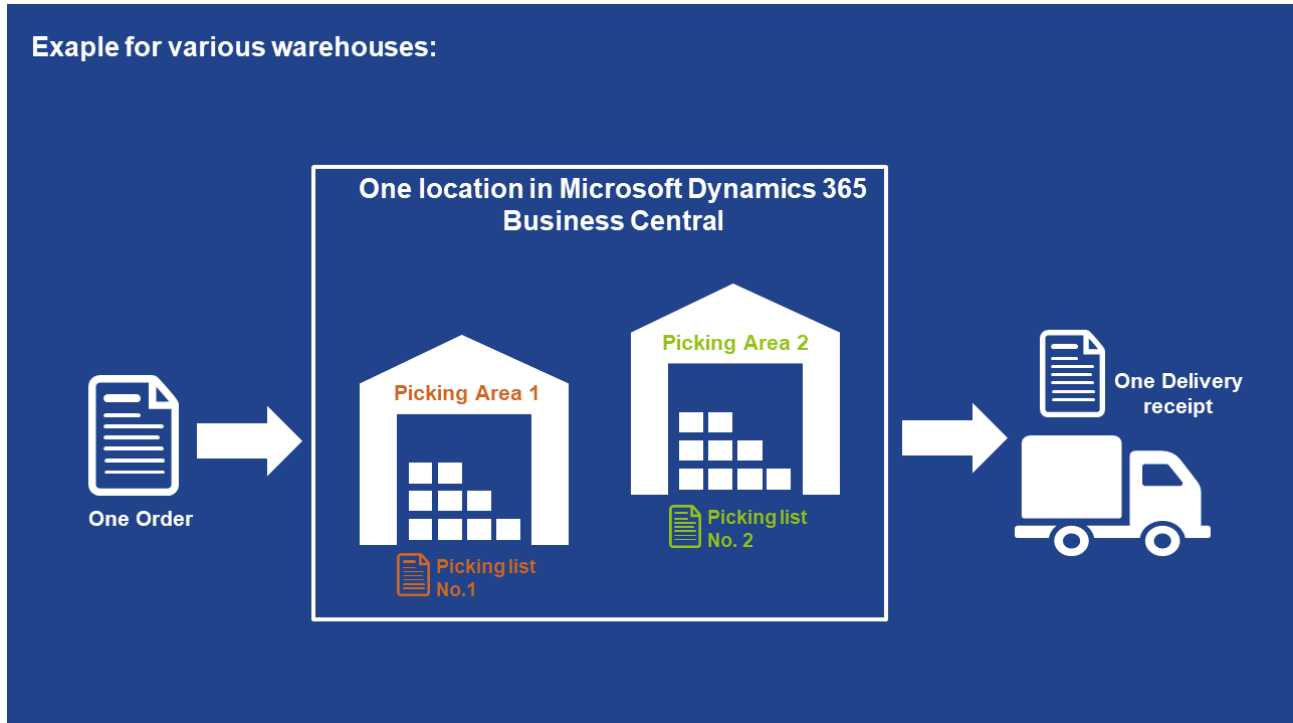 Exaple for various warehouses:
One location in Microsoft Dynamics 365
Business Central
Picking Area 1
Picking Area 2
One Order
Picking list
No.1
Picking list
No. 2
One Delivery
receipt